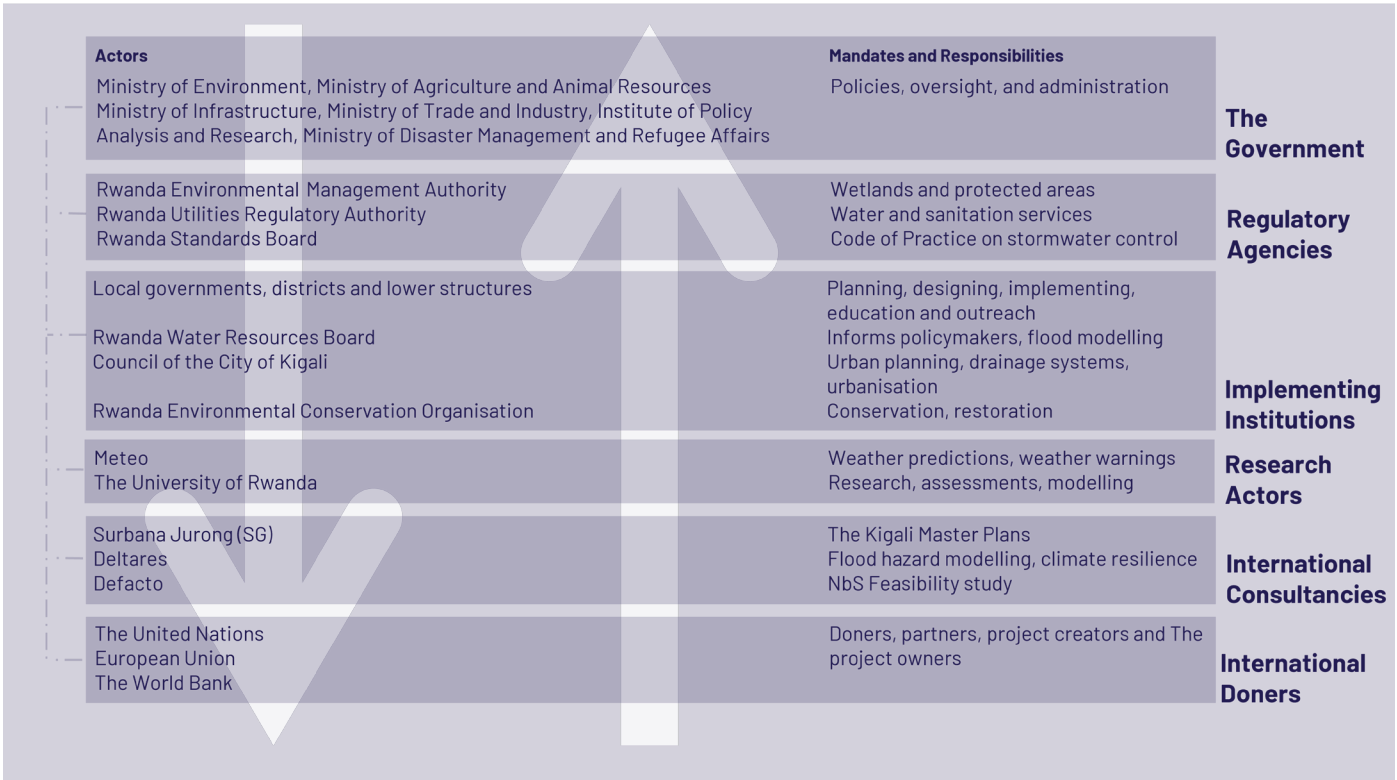 Actors
Mandates and Responsibilities
Ministry of Environment, Ministry of Agriculture and Animal Resources
Ministry of Infrastructure, Ministry of Trade and Industry, Institute of Policy
Analysis and Research, Ministry of Disaster Management and Refugee Affairs
Policies, oversight, and administration
The
Government
Rwanda Environmental Management Authority
Rwanda Utilities Regulatory Authority
Rwanda Standards Board
Wetlands and protected areas
Water and sanitation services
Code of Practice on stormwater control
Regulatory
Agencies
Local governments, districts and lower structures
Rwanda Water Resources Board
Council of the City of Kigali
Rwanda Environmental Conservation Organisation
Planning, designing, implementing,
education and outreach
Informs policymakers, flood modelling
Urban planning, drainage systems,
urbanisation
Conservation, restoration
Implementing
Institutions
Meteo
The University of Rwanda
Weather predictions, weather warnings
Research, assessments, modelling
Research
Actors
Surbana Jurong (SG)
Deltares
Defacto
The Kigali Master Plans
Flood hazard modelling, climate resilience
NbS Feasibility study
International
Consultancies
The United Nations
European Union
The World Bank
Doners, partners, project creators and The
project owners
International
Doners